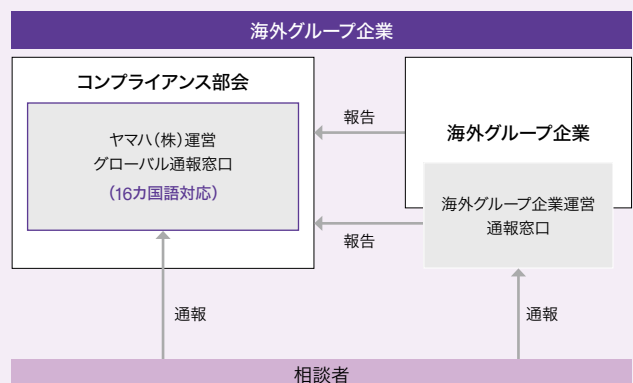 海外グループ企業
コンプライアンス部会
ヤマハ(株)運営
グローバル通報窓口
(16カ国語対応)
報告
海外グループ企業
海外グループ企業運営
通報窓口
報告
通報
通報
相談者